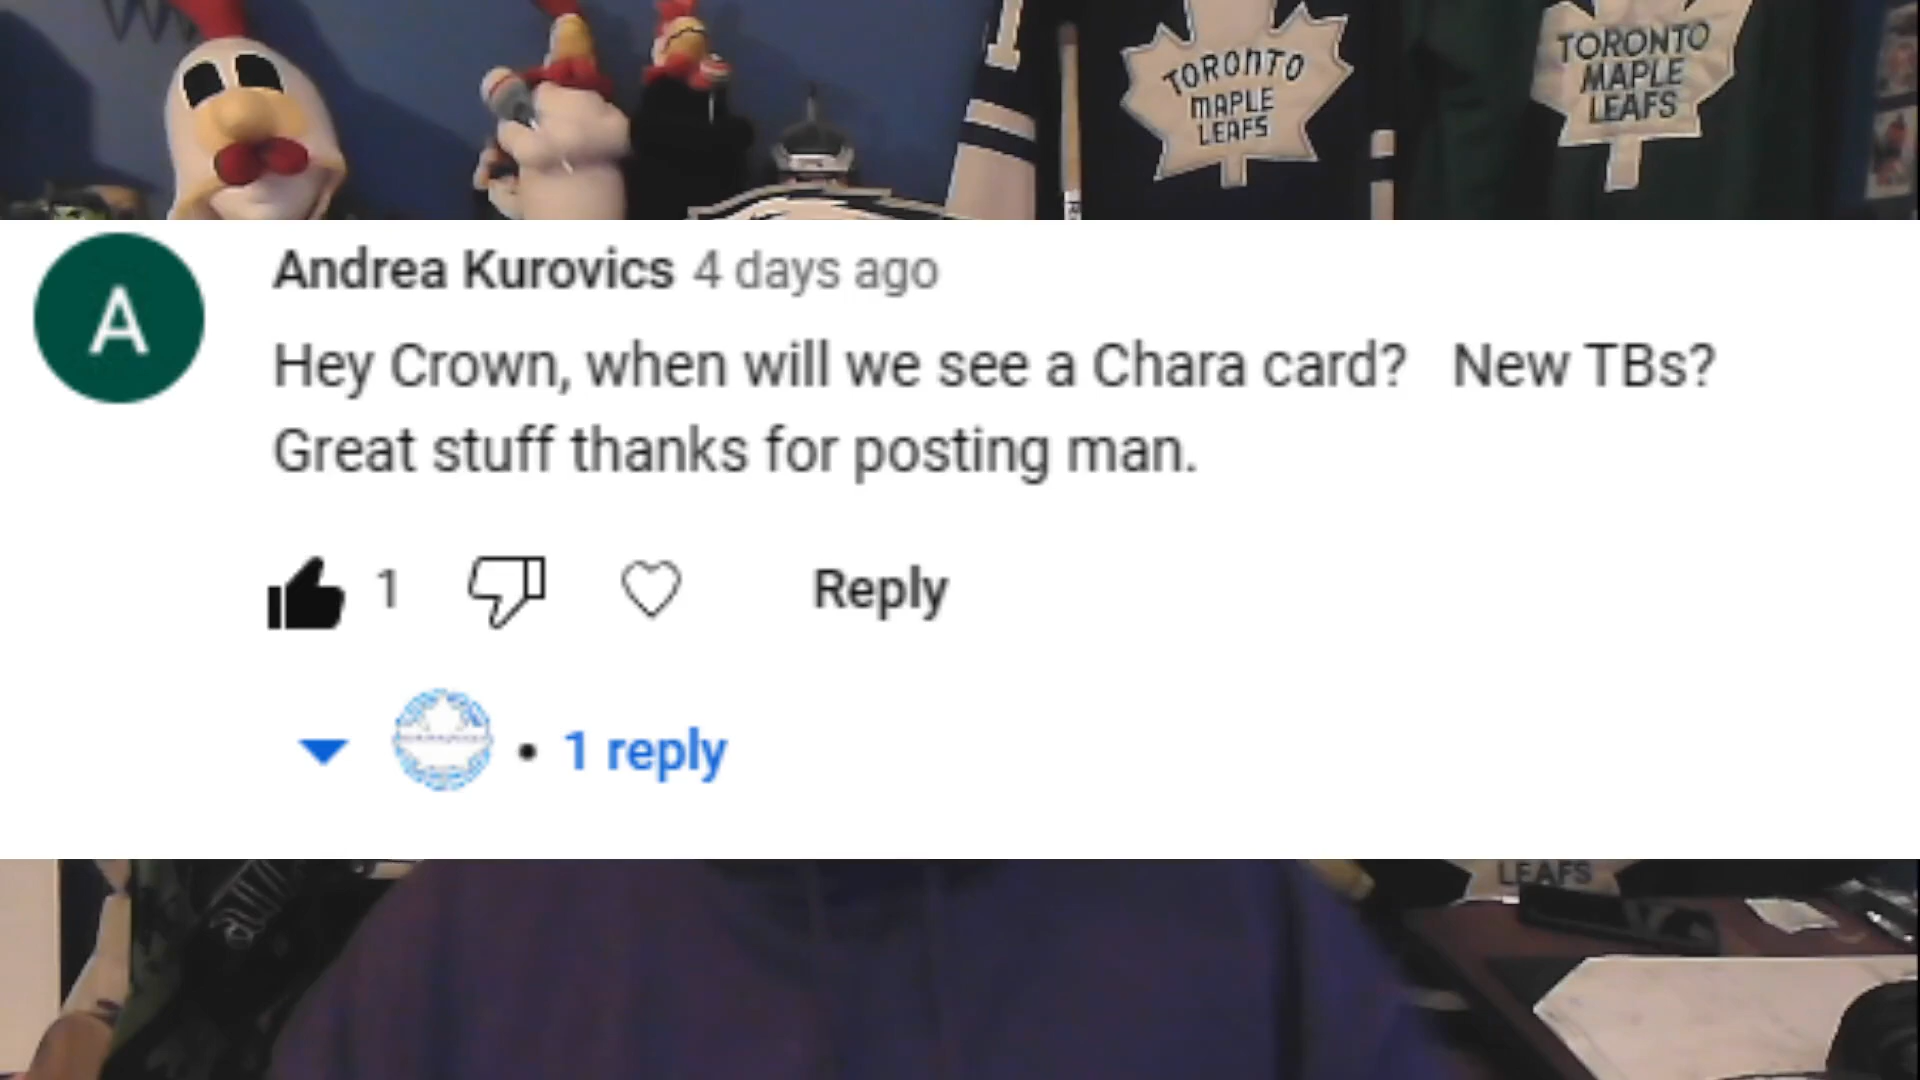 TORONTO
MAPLE
LEAFS
TORONTO
MAPLE
LEAFS
A
Andrea Kurovics 4 days ago
Hey Crown, when will we see a Chara card? New TBs?
Great stuff thanks for posting man.
1
Reply
• 1 reply
LEAFS